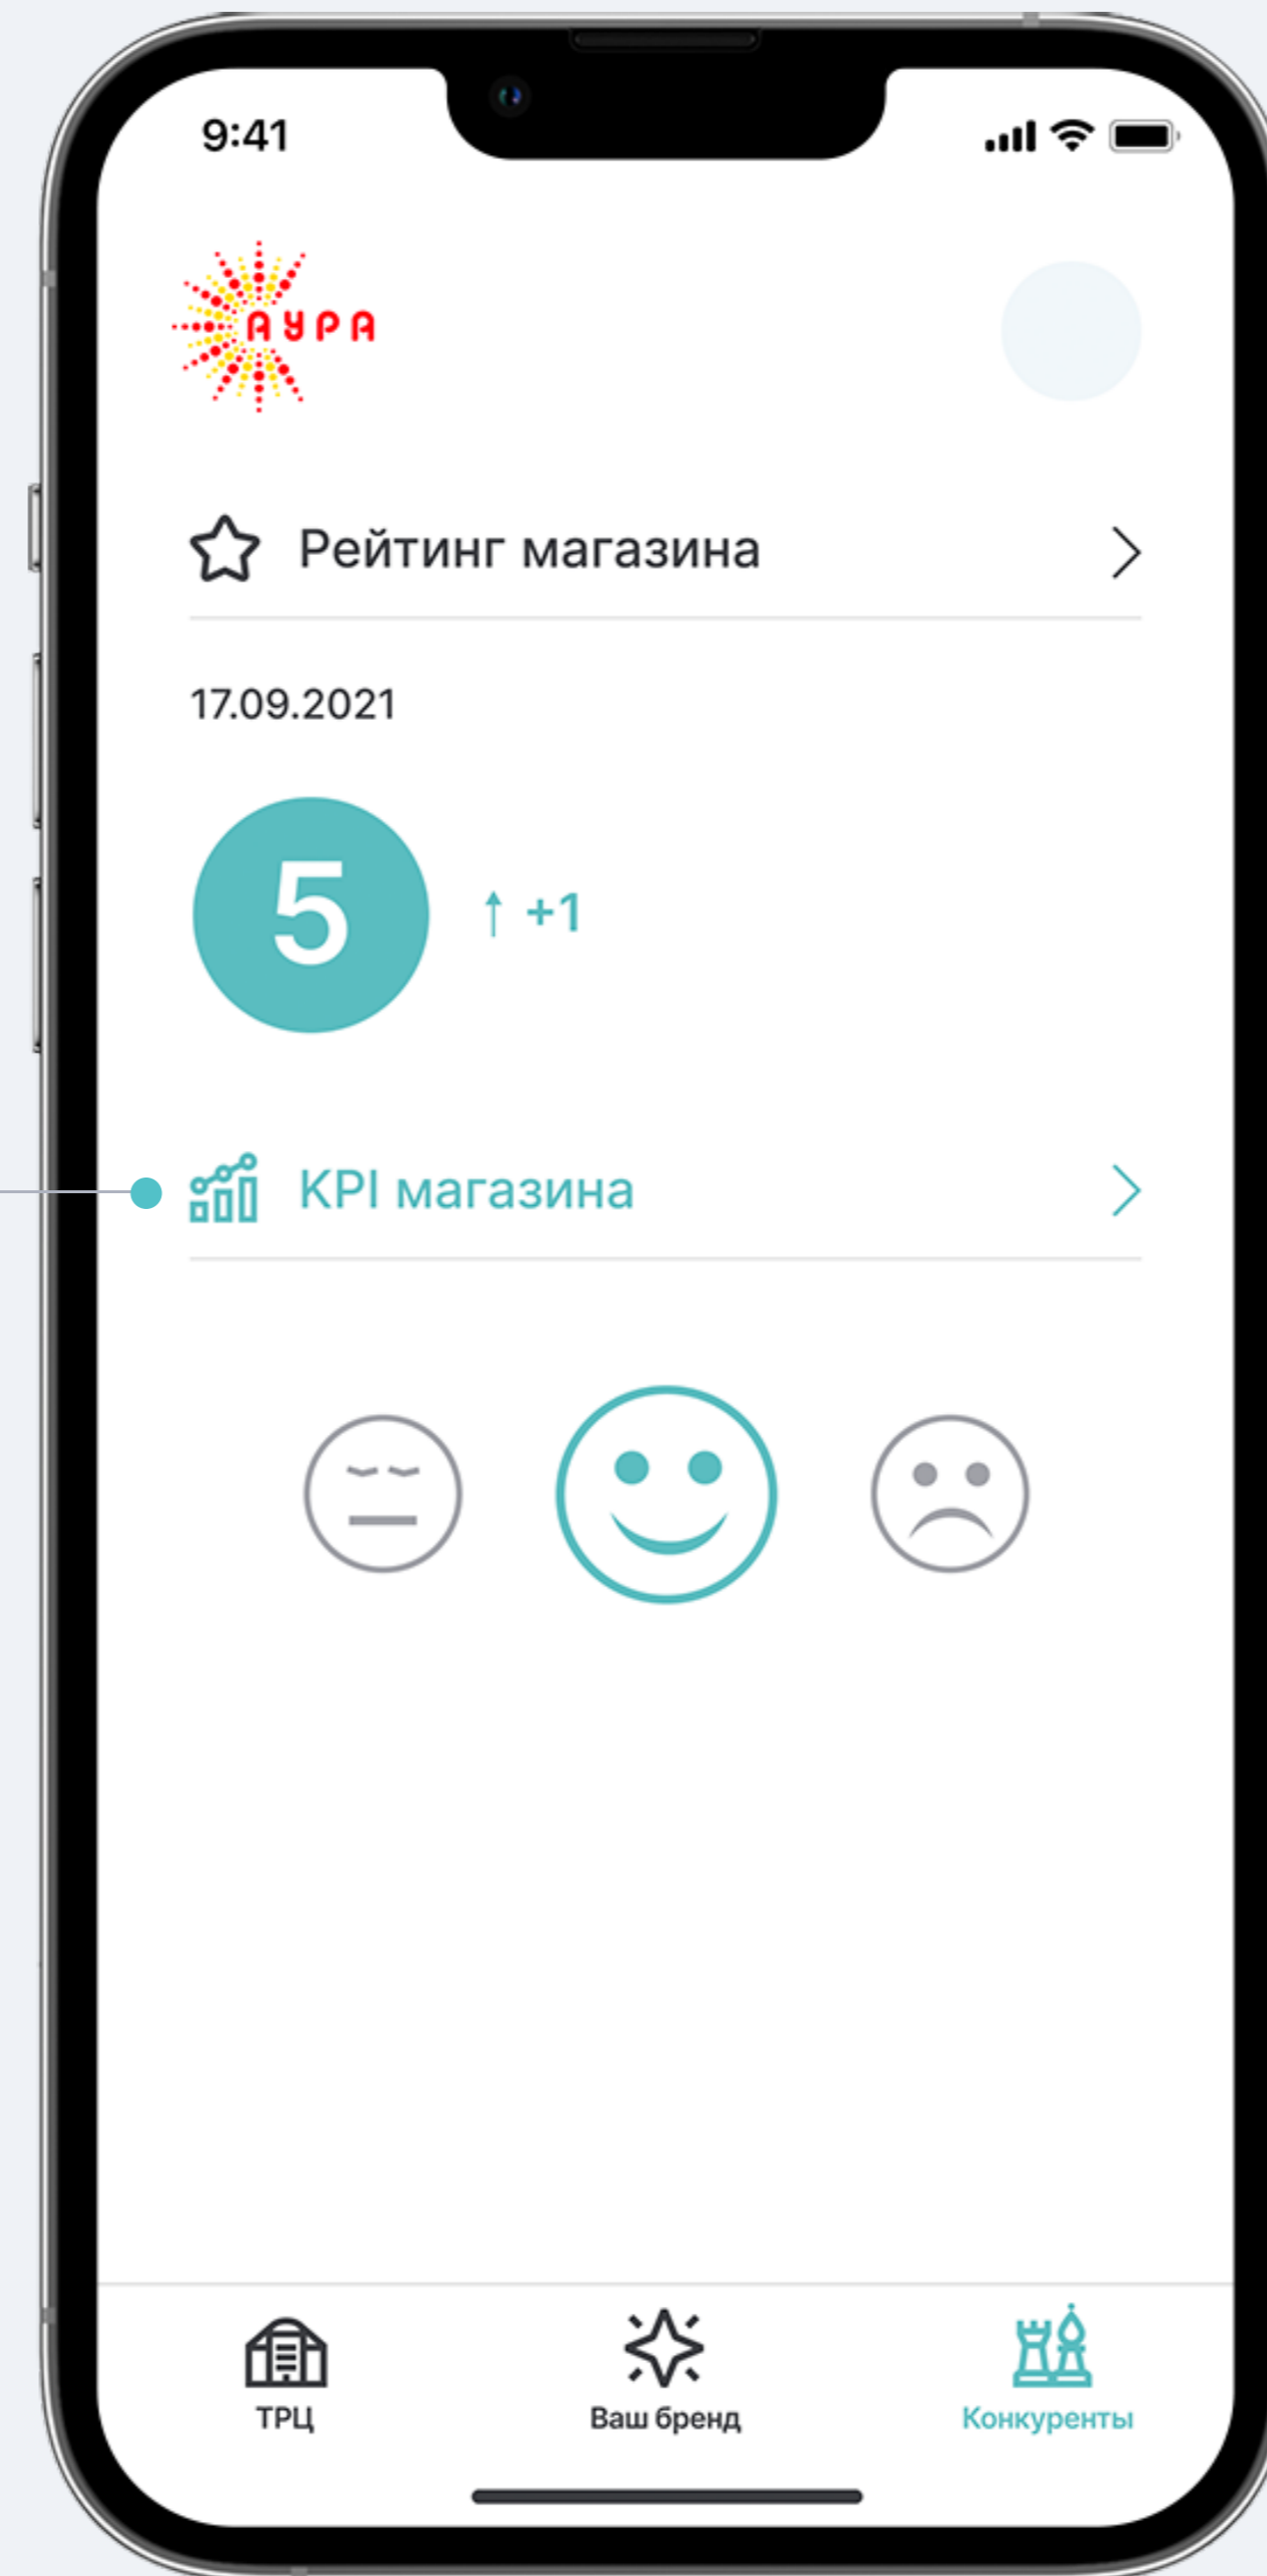 9:41
АУРА
Рейтинг магазина
17.09.2021
5
↑ +1
KPI магазина
ТРЦ
Ваш бренд
Конкуренты